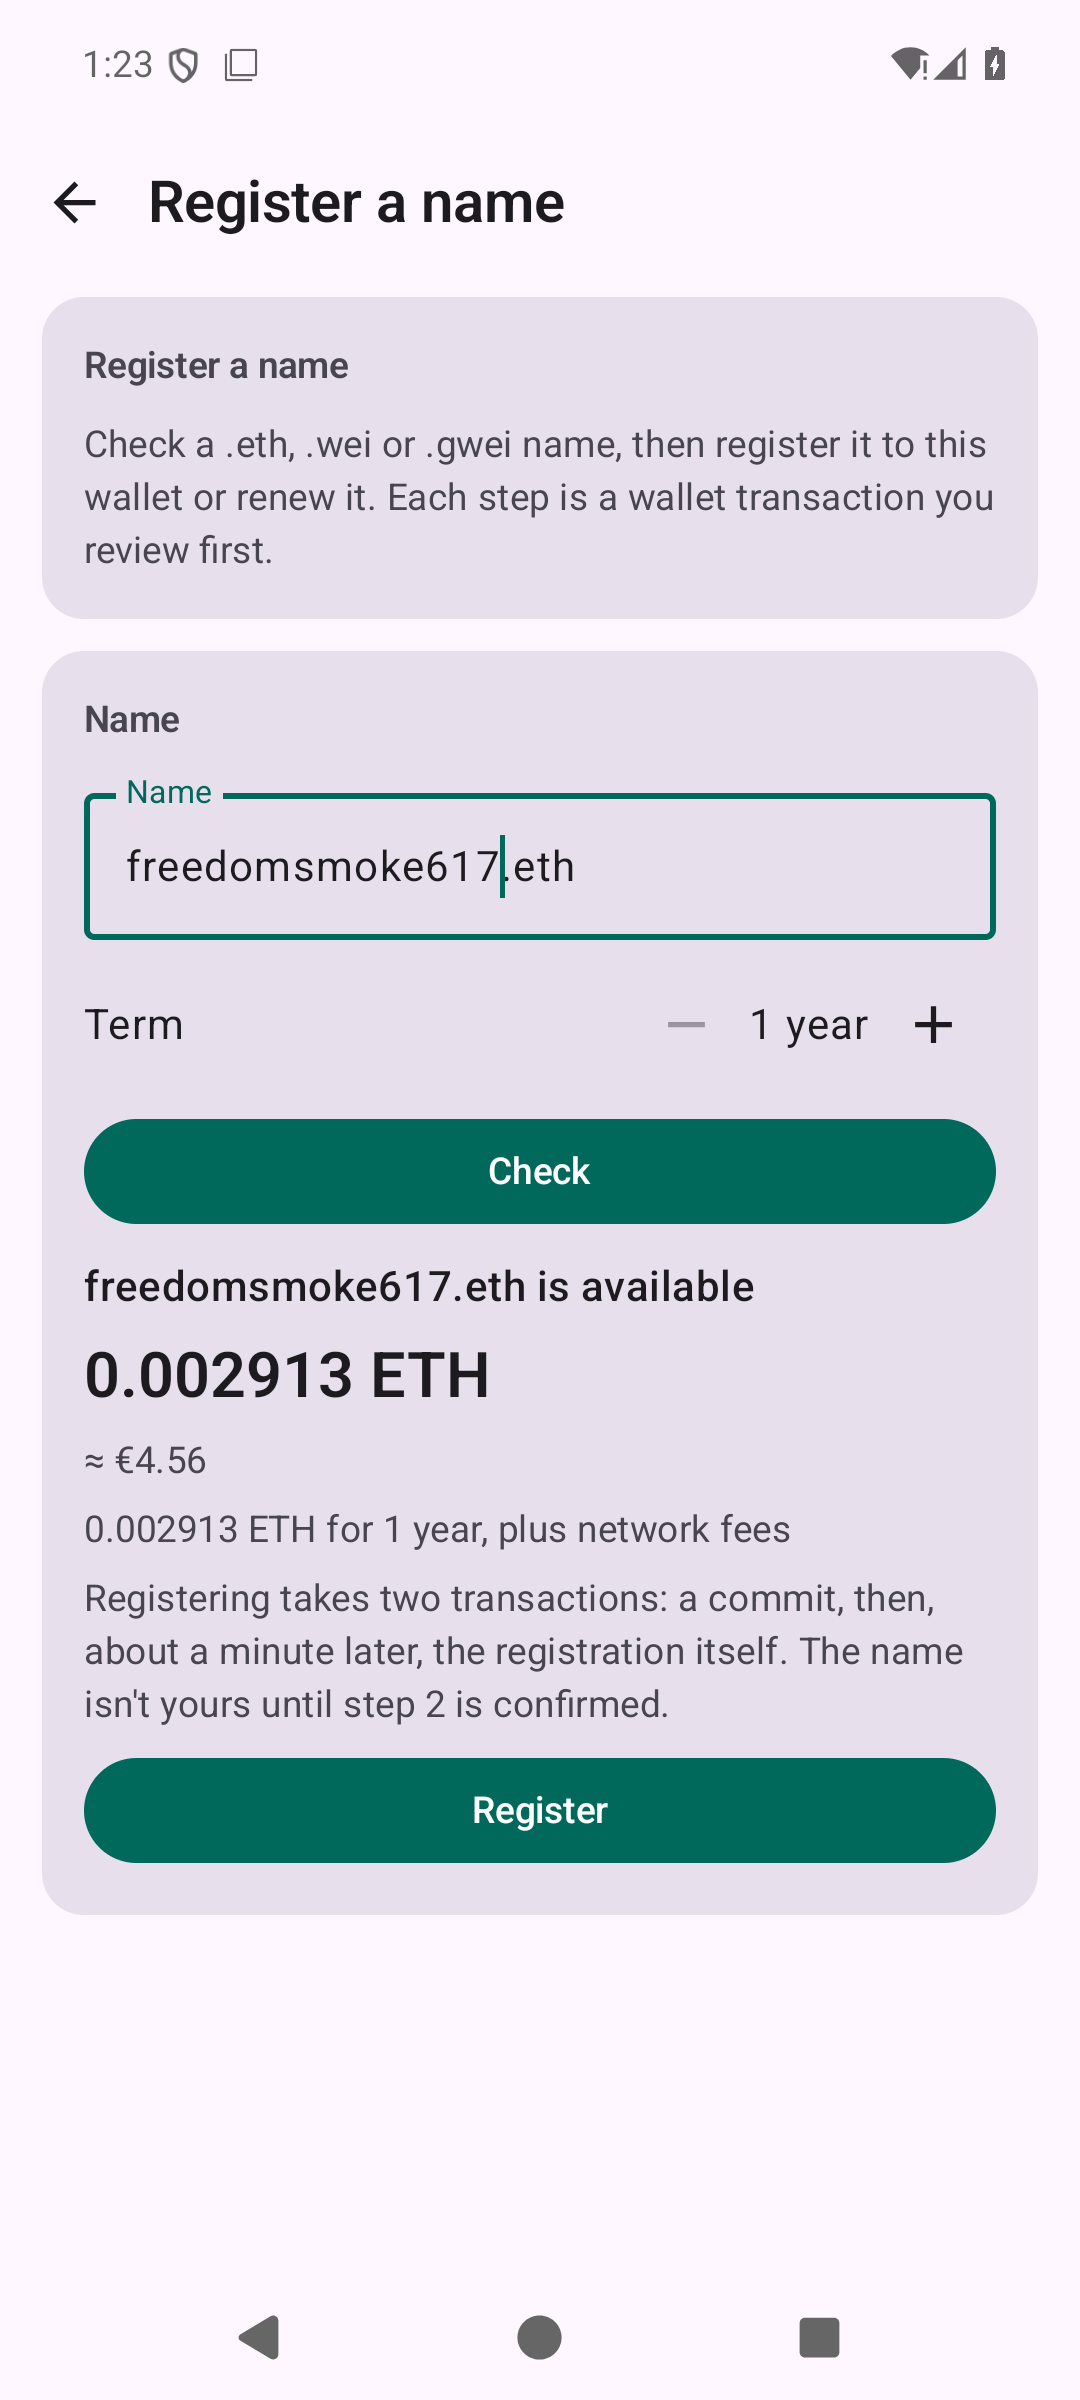 1:23
Register a name
Register a name
Check a .eth, .wei or .gwei name, then register it to this
wallet or renew it. Each step is a wallet transaction you
review first.
Name
Name
freedomsmoke617.eth
Term
1 year
Check
freedomsmoke617.eth is available
0.002913 ETH
≈ €4.56
0.002913 ETH for 1 year, plus network fees
Registering takes two transactions: a commit, then,
about a minute later, the registration itself. The name
isn't yours until step 2 is confirmed.
Register